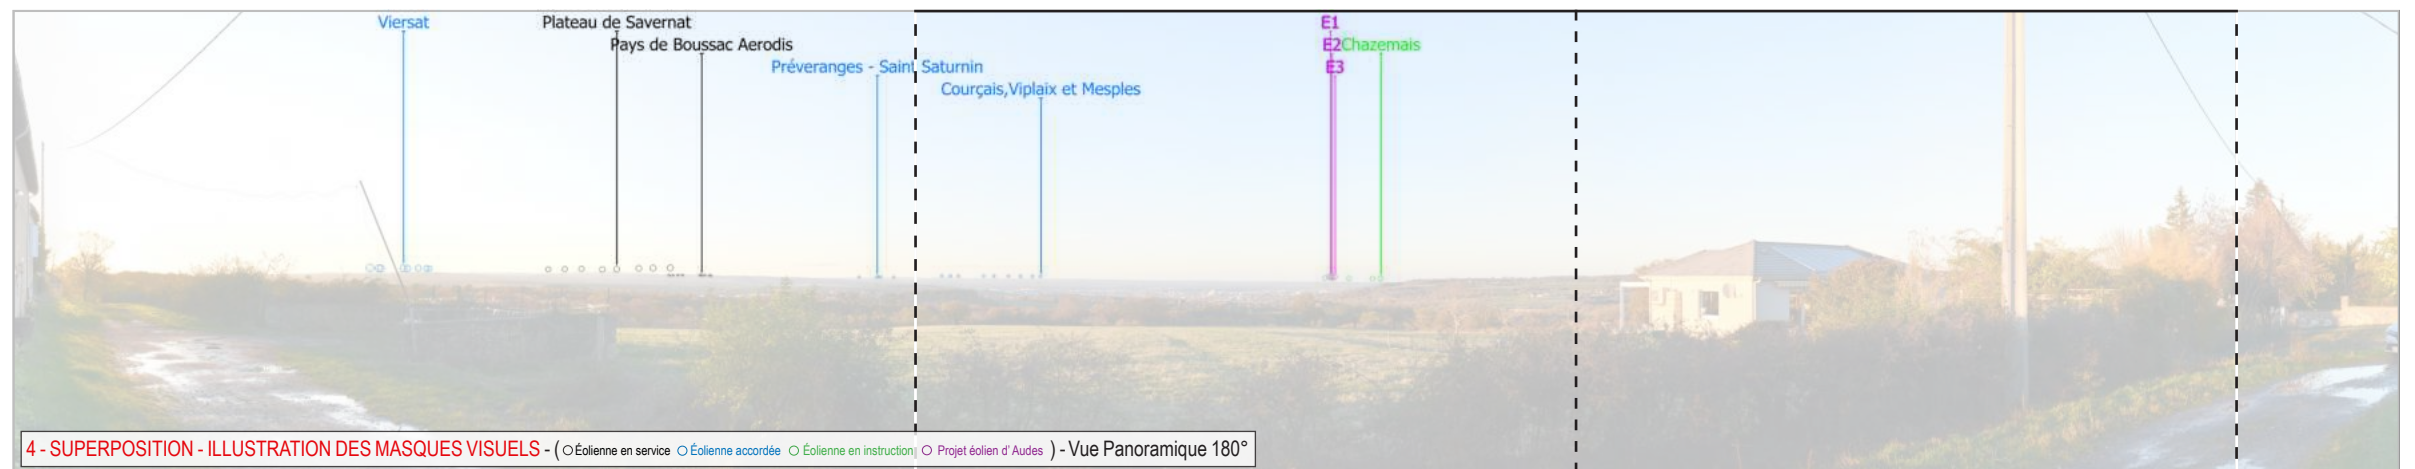 Viersat
Plateau de Savernat
E1
Pays de Boussac Aerodis
E2
Chazemais
Préveranges - Saint Saturnin
E3
Courçais,Viplaix et Mesples
4 - SUPERPOSITION - ILLUSTRATION DES MASQUES VISUELS - ( Éolienne en service Éolienne accordée Éolienne en instruction Projet éolien d'Audes ) - Vue Panoramique 180°